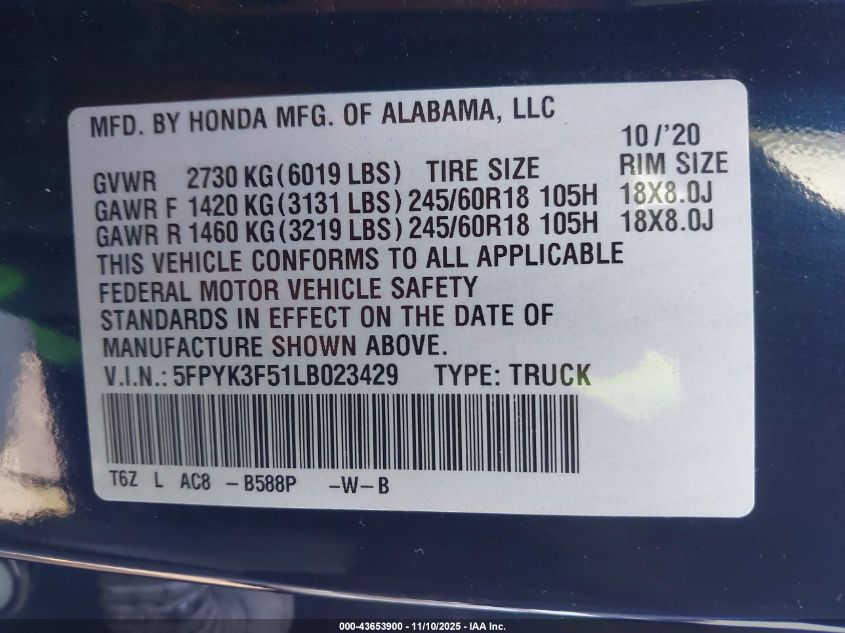 MFD. BY HONDA MFG. OF ALABAMA, LLC
10/'20
GVWR 2730 KG(6019 LBS) TIRE SIZE RIM SIZE
GAWR F 1420 KG(3131 LBS) 245/60R18 105H 18X8.0J
GAWR R 1460 KG(3219 LBS) 245/60R18 105H 18X8.0J
THIS VEHICLE CONFORMS TO ALL APPLICABLE
FEDERAL MOTOR VEHICLE SAFETY
STANDARDS IN EFFECT ON THE DATE OF
MANUFACTURE SHOWN ABOVE.
V.I.N.: 5FPYK3F51LB023429 TYPE: TRUCK
T6Z L AC8 -B588P -W-B
000-43653900 - 11/10/2025 - IAA Inc.